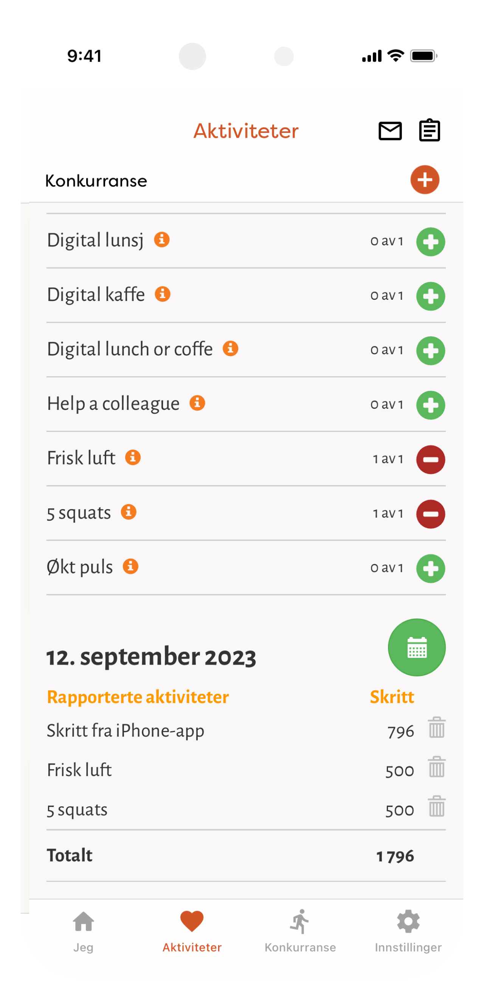 9:41
Aktiviteter
Konkurranse
Digital lunsj 0 av 1
Digital kaffe 0 av 1
Digital lunch or coffe 0 av 1
Help a colleague 0 av 1
Frisk luft 1 av 1
5 squats 1 av 1
Økt puls 0 av 1
12. september 2023
Rapporterte aktiviteter Skritt
Skritt fra iPhone-app 796
Frisk luft 500
5 squats 500
Totalt 1 796
Jeg Aktiviteter Konkurranse Innstillinger